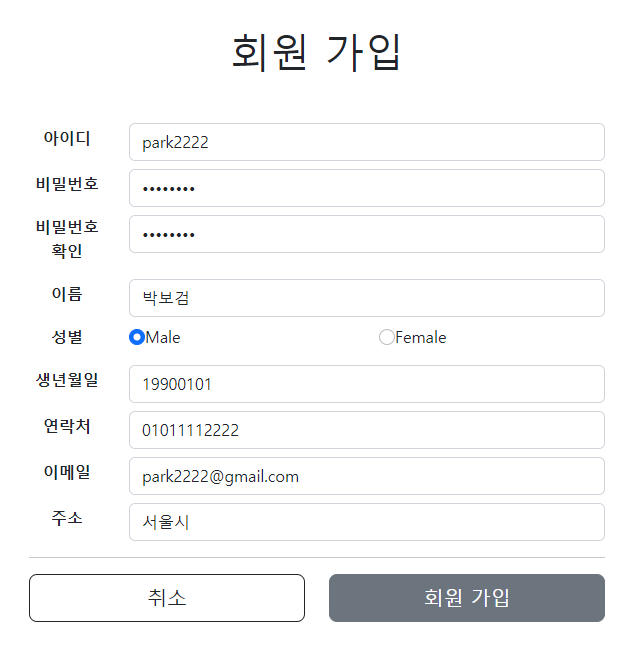 회원 가입
아이디 park2222
비밀번호 ••••••••
비밀번호 ••••••••
확인
이름 박보검
성별 Male Female
생년월일 19900101
연락처 01011112222
이메일 park2222@gmail.com
주소 서울시
취소 회원 가입